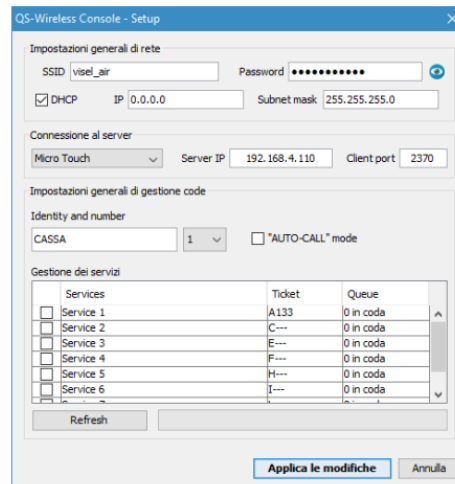 QS-Wireless Console - Setup
Impostazioni generali di rete
SSID visel_air Password ●●●●●●●●●●●
DHCP IP 0.0.0.0 Subnet mask 255.255.255.0
Connessione al server
Micro Touch Server IP 192.168.4.110 Client port 2370
Impostazioni generali di gestione code
Identity and number
CASSA 1 "AUTO-CALL" mode
Gestione dei servizi
Services Ticket Queue
Service 1 A133 0 in coda
Service 2 C--- 0 in coda
Service 3 E--- 0 in coda
Service 4 F--- 0 in coda
Service 5 H--- 0 in coda
Service 6 I--- 0 in coda
Refresh
Applica le modifiche Annulla